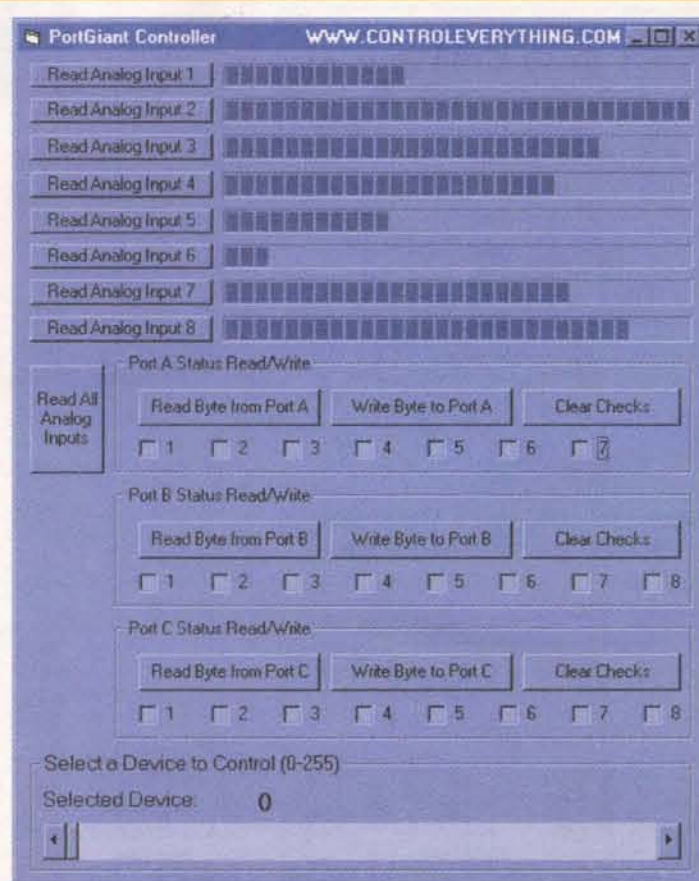 PortGiant Controller WWW.CONTROLEVERYTHING.COM
Read Analog Input 1
Read Analog Input 2
Read Analog Input 3
Read Analog Input 4
Read Analog Input 5
Read Analog Input 6
Read Analog Input 7
Read Analog Input 8
Read All
Analog
Inputs
Port A Status Read/Write
Read Byte from Port A Write Byte to Port A Clear Checks
1 2 3 4 5 6 7
Port B Status Read/Write
Read Byte from Port B Write Byte to Port B Clear Checks
1 2 3 4 5 6 7 8
Port C Status Read/Write
Read Byte from Port C Write Byte to Port C Clear Checks
1 2 3 4 5 6 7 8
Select a Device to Control (0-255)
Selected Device: 0